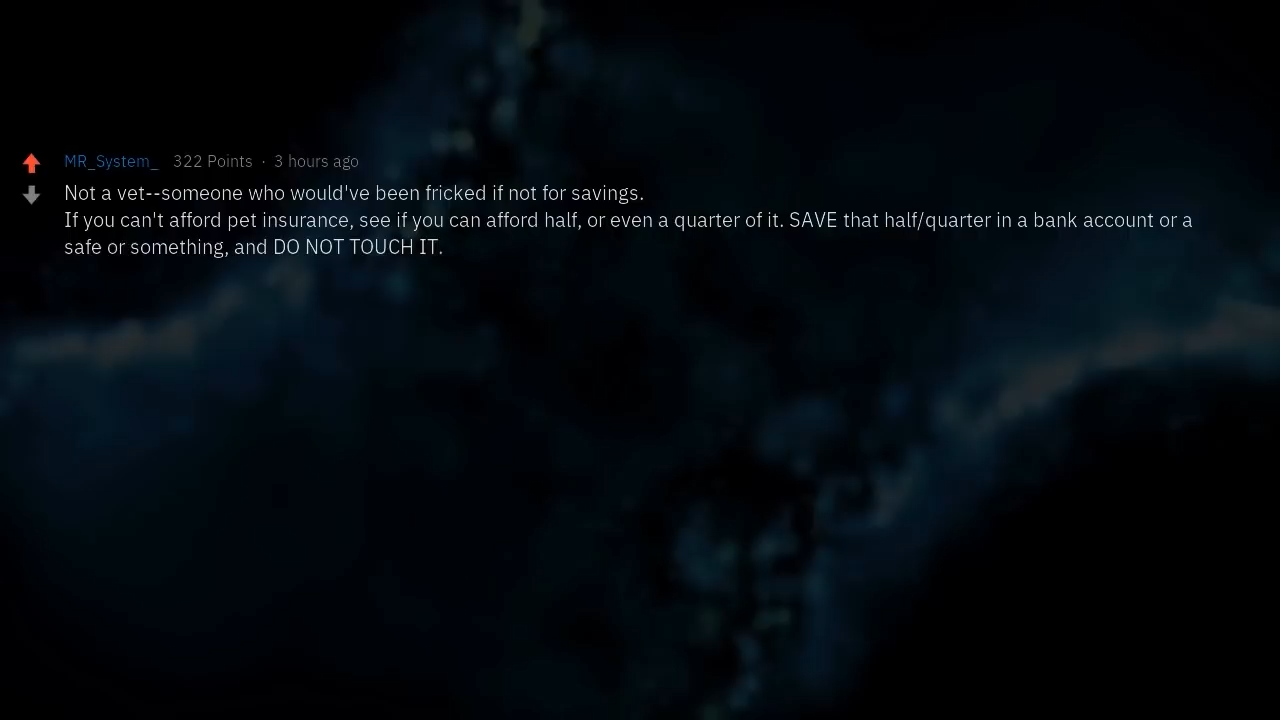 MR_System_ 322 Points · 3 hours ago
Not a vet--someone who would've been fricked if not for savings.
If you can't afford pet insurance, see if you can afford half, or even a quarter of it. SAVE that half/quarter in a bank account or a
safe or something, and DO NOT TOUCH IT.